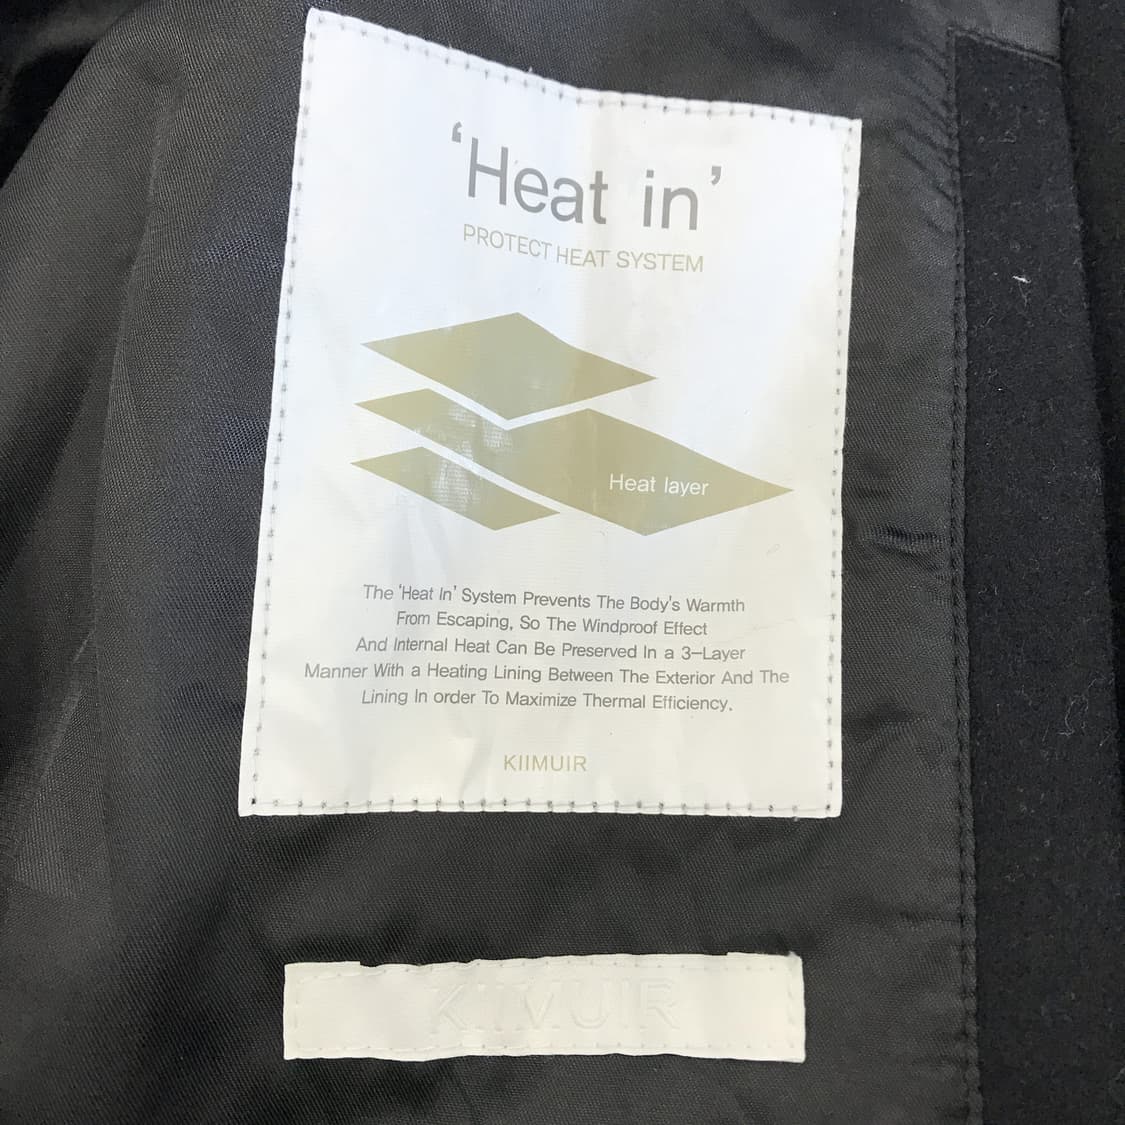 ‘Heat in’
PROTECT HEAT SYSTEM
Heat layer
The ‘Heat In’ System Prevents The Body's Warmth
From Escaping, So The Windproof Effect
And Internal Heat Can Be Preserved In a 3–Layer
Manner With a Heating Lining Between The Exterior And The
Lining In order To Maximize Thermal Efficiency.
KIIMUIR
KIIMUIR